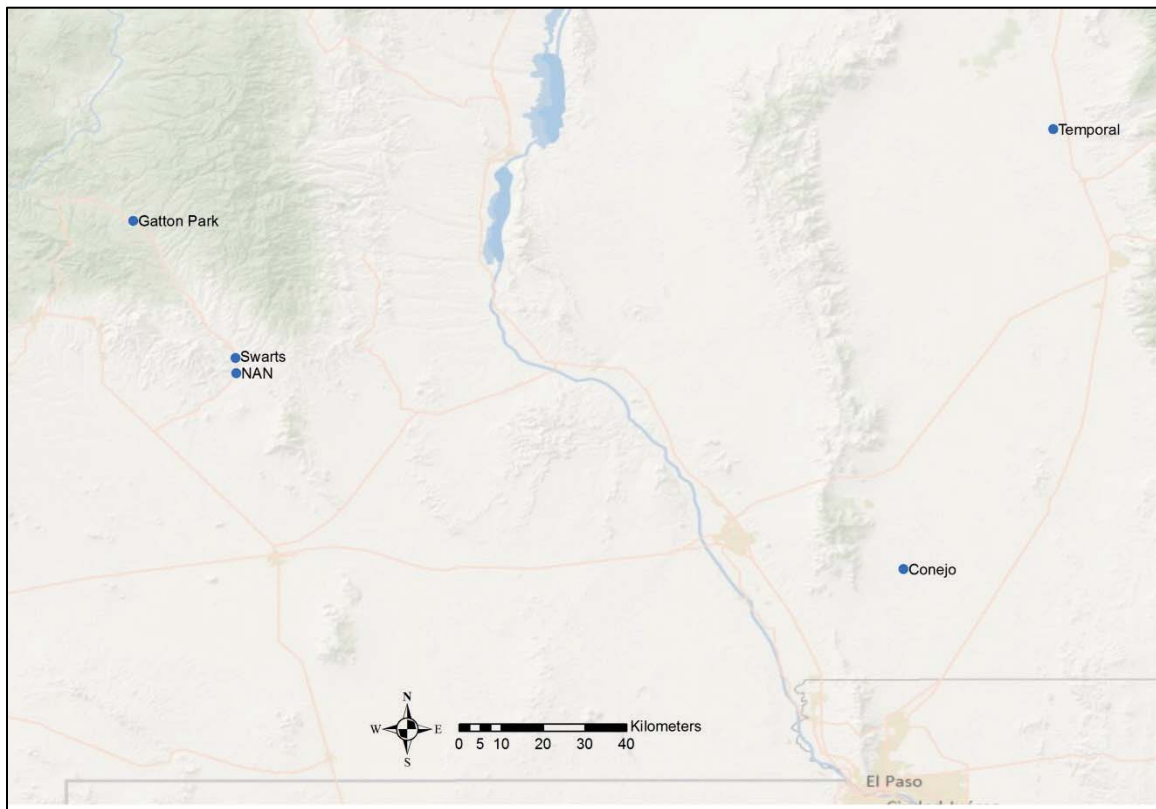 Temporal
Gatton Park
Swarts
NAN
Conejo
N
W E
S
Kilometers
0 5 10 20 30 40
El Paso